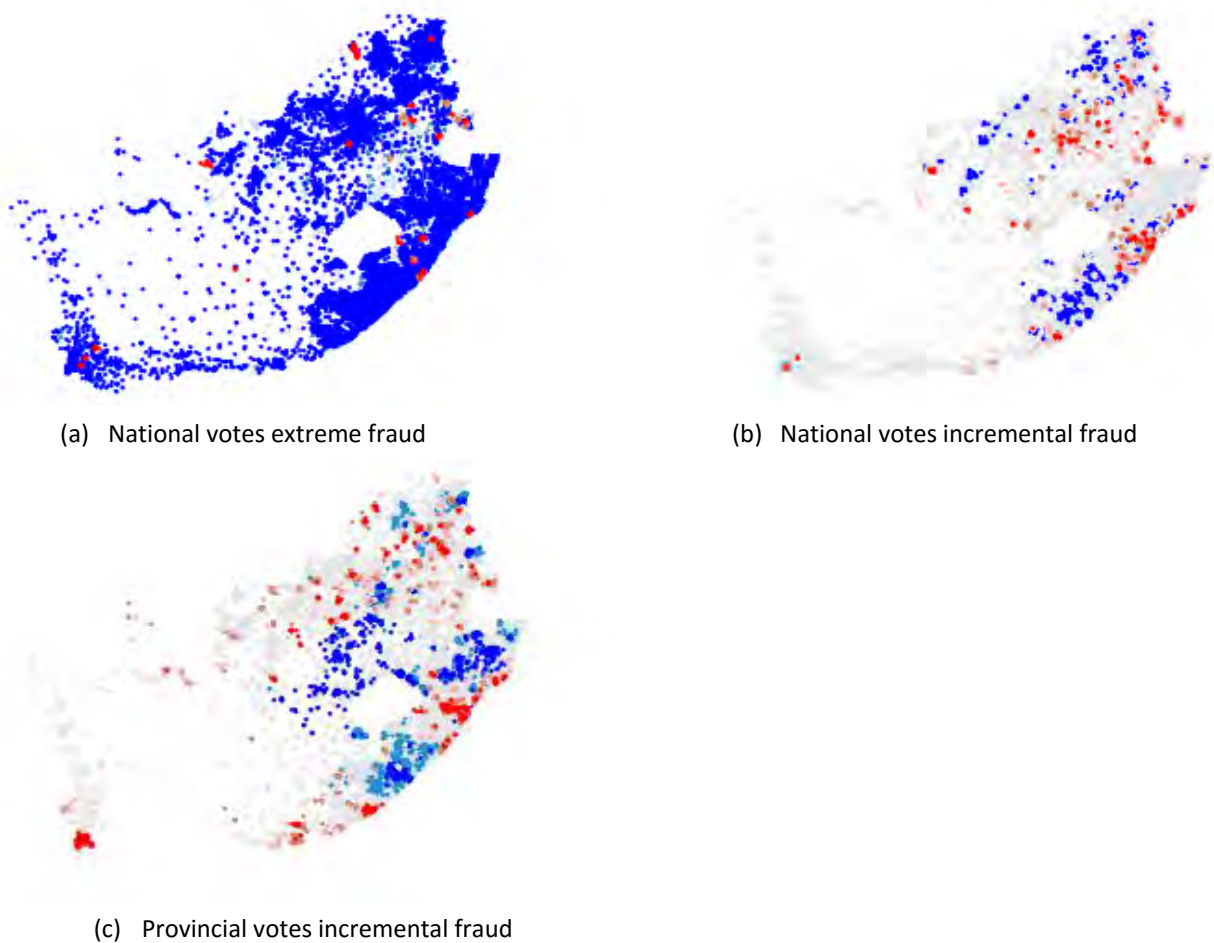 (a) National votes extreme fraud
(b) National votes incremental fraud
(c) Provincial votes incremental fraud